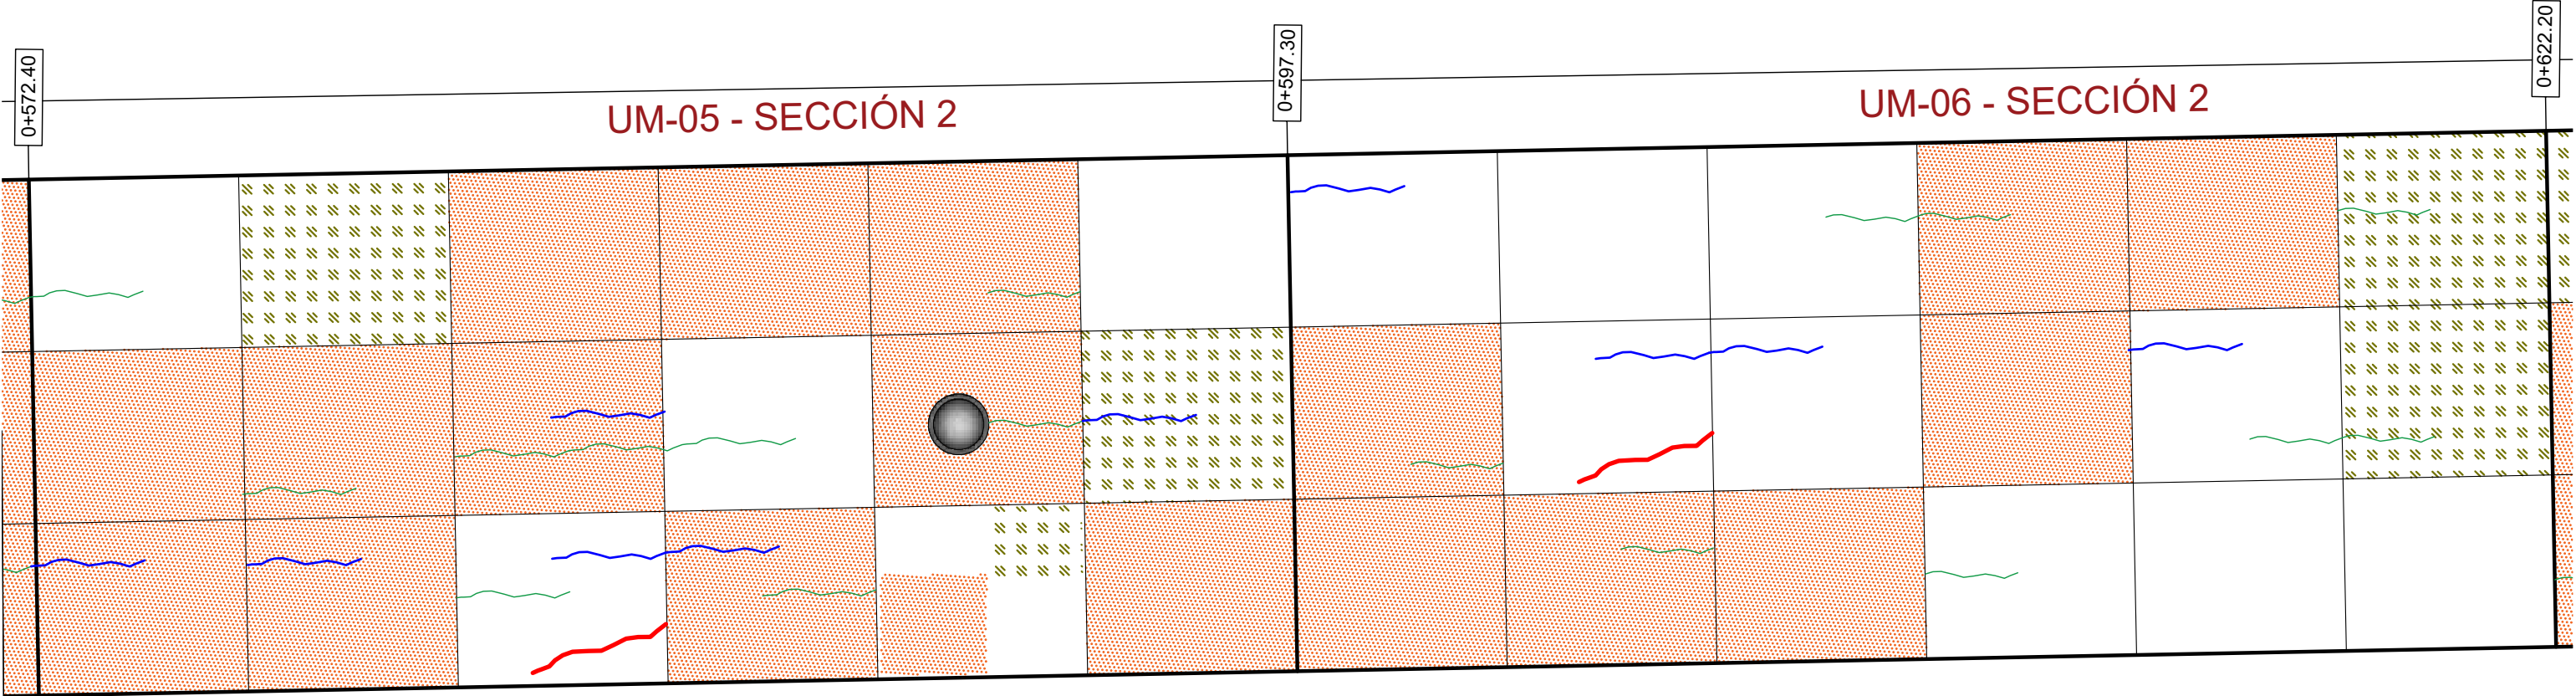 0+572.40
UM-05 - SECCIÓN 2
0+597.30
UM-06 - SECCIÓN 2
0+622.20